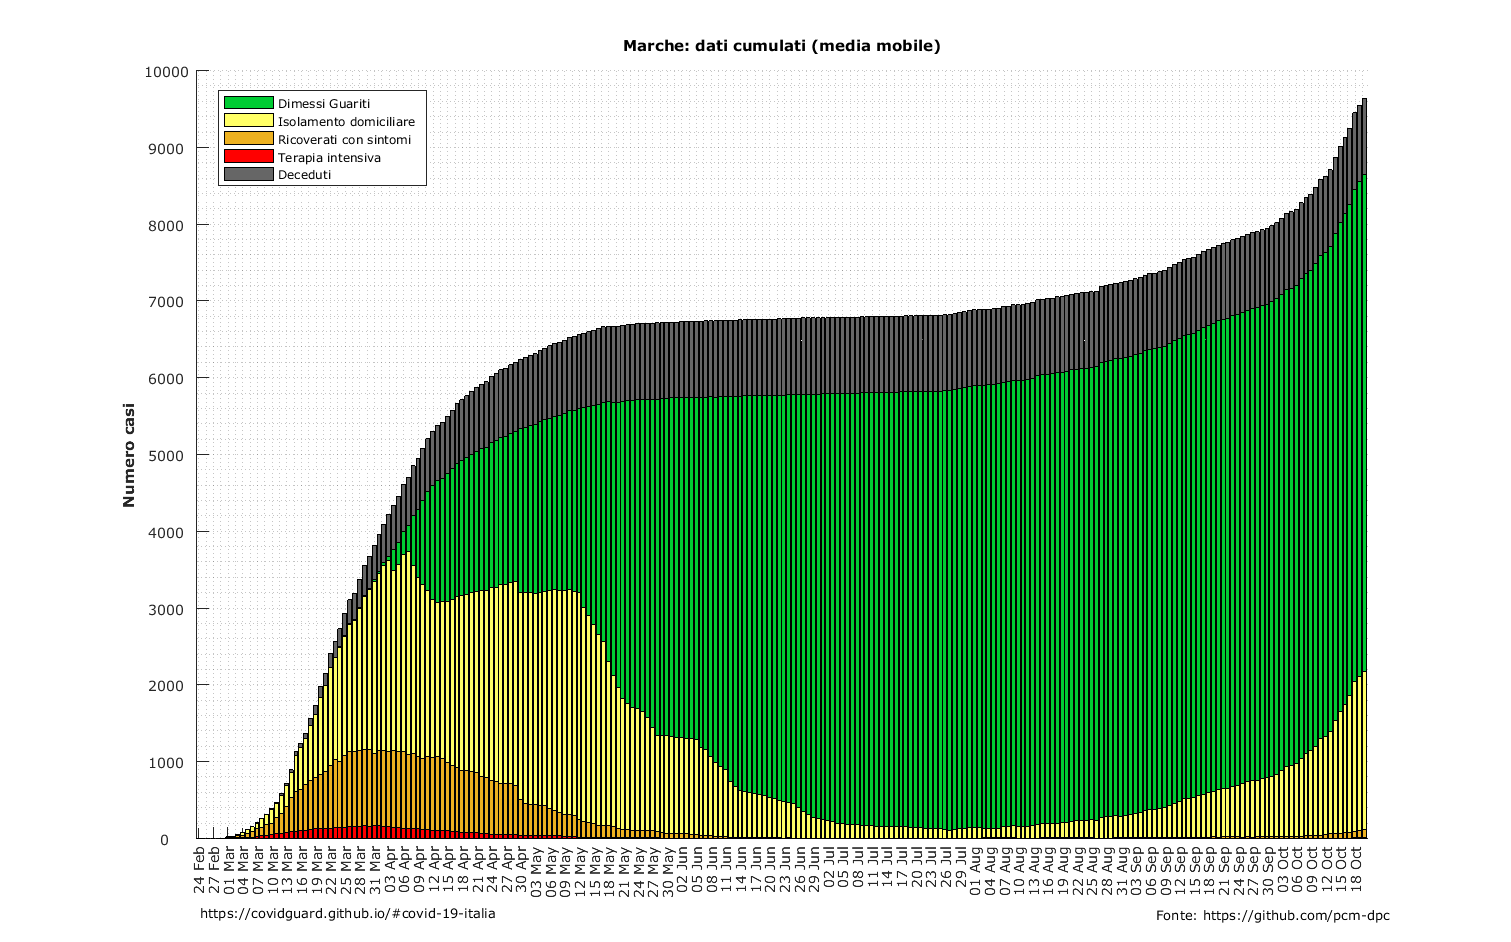 Marche: dati cumulati (media mobile)
10000
9000
8000
7000
6000
5000
4000
3000
2000
1000
0
Numero casi
Dimessi Guariti
Isolamento domiciliare
Ricoverati con sintomi
Terapia intensiva
Deceduti
24 Feb
27 Feb
01 Mar
04 Mar
07 Mar
10 Mar
13 Mar
16 Mar
19 Mar
22 Mar
25 Mar
28 Mar
31 Mar
03 Apr
06 Apr
09 Apr
12 Apr
15 Apr
18 Apr
21 Apr
24 Apr
27 Apr
30 Apr
03 May
06 May
09 May
12 May
15 May
18 May
21 May
24 May
27 May
30 May
02 Jun
05 Jun
08 Jun
11 Jun
14 Jun
17 Jun
20 Jun
23 Jun
26 Jun
29 Jun
02 Jul
05 Jul
08 Jul
11 Jul
14 Jul
17 Jul
20 Jul
23 Jul
26 Jul
29 Jul
01 Aug
04 Aug
07 Aug
10 Aug
13 Aug
16 Aug
19 Aug
22 Aug
25 Aug
28 Aug
31 Aug
03 Sep
06 Sep
09 Sep
12 Sep
15 Sep
18 Sep
21 Sep
24 Sep
27 Sep
30 Sep
03 Oct
06 Oct
09 Oct
12 Oct
15 Oct
18 Oct
https://covidguard.github.io/#covid-19-italia
Fonte: https://github.com/pcm-dpc